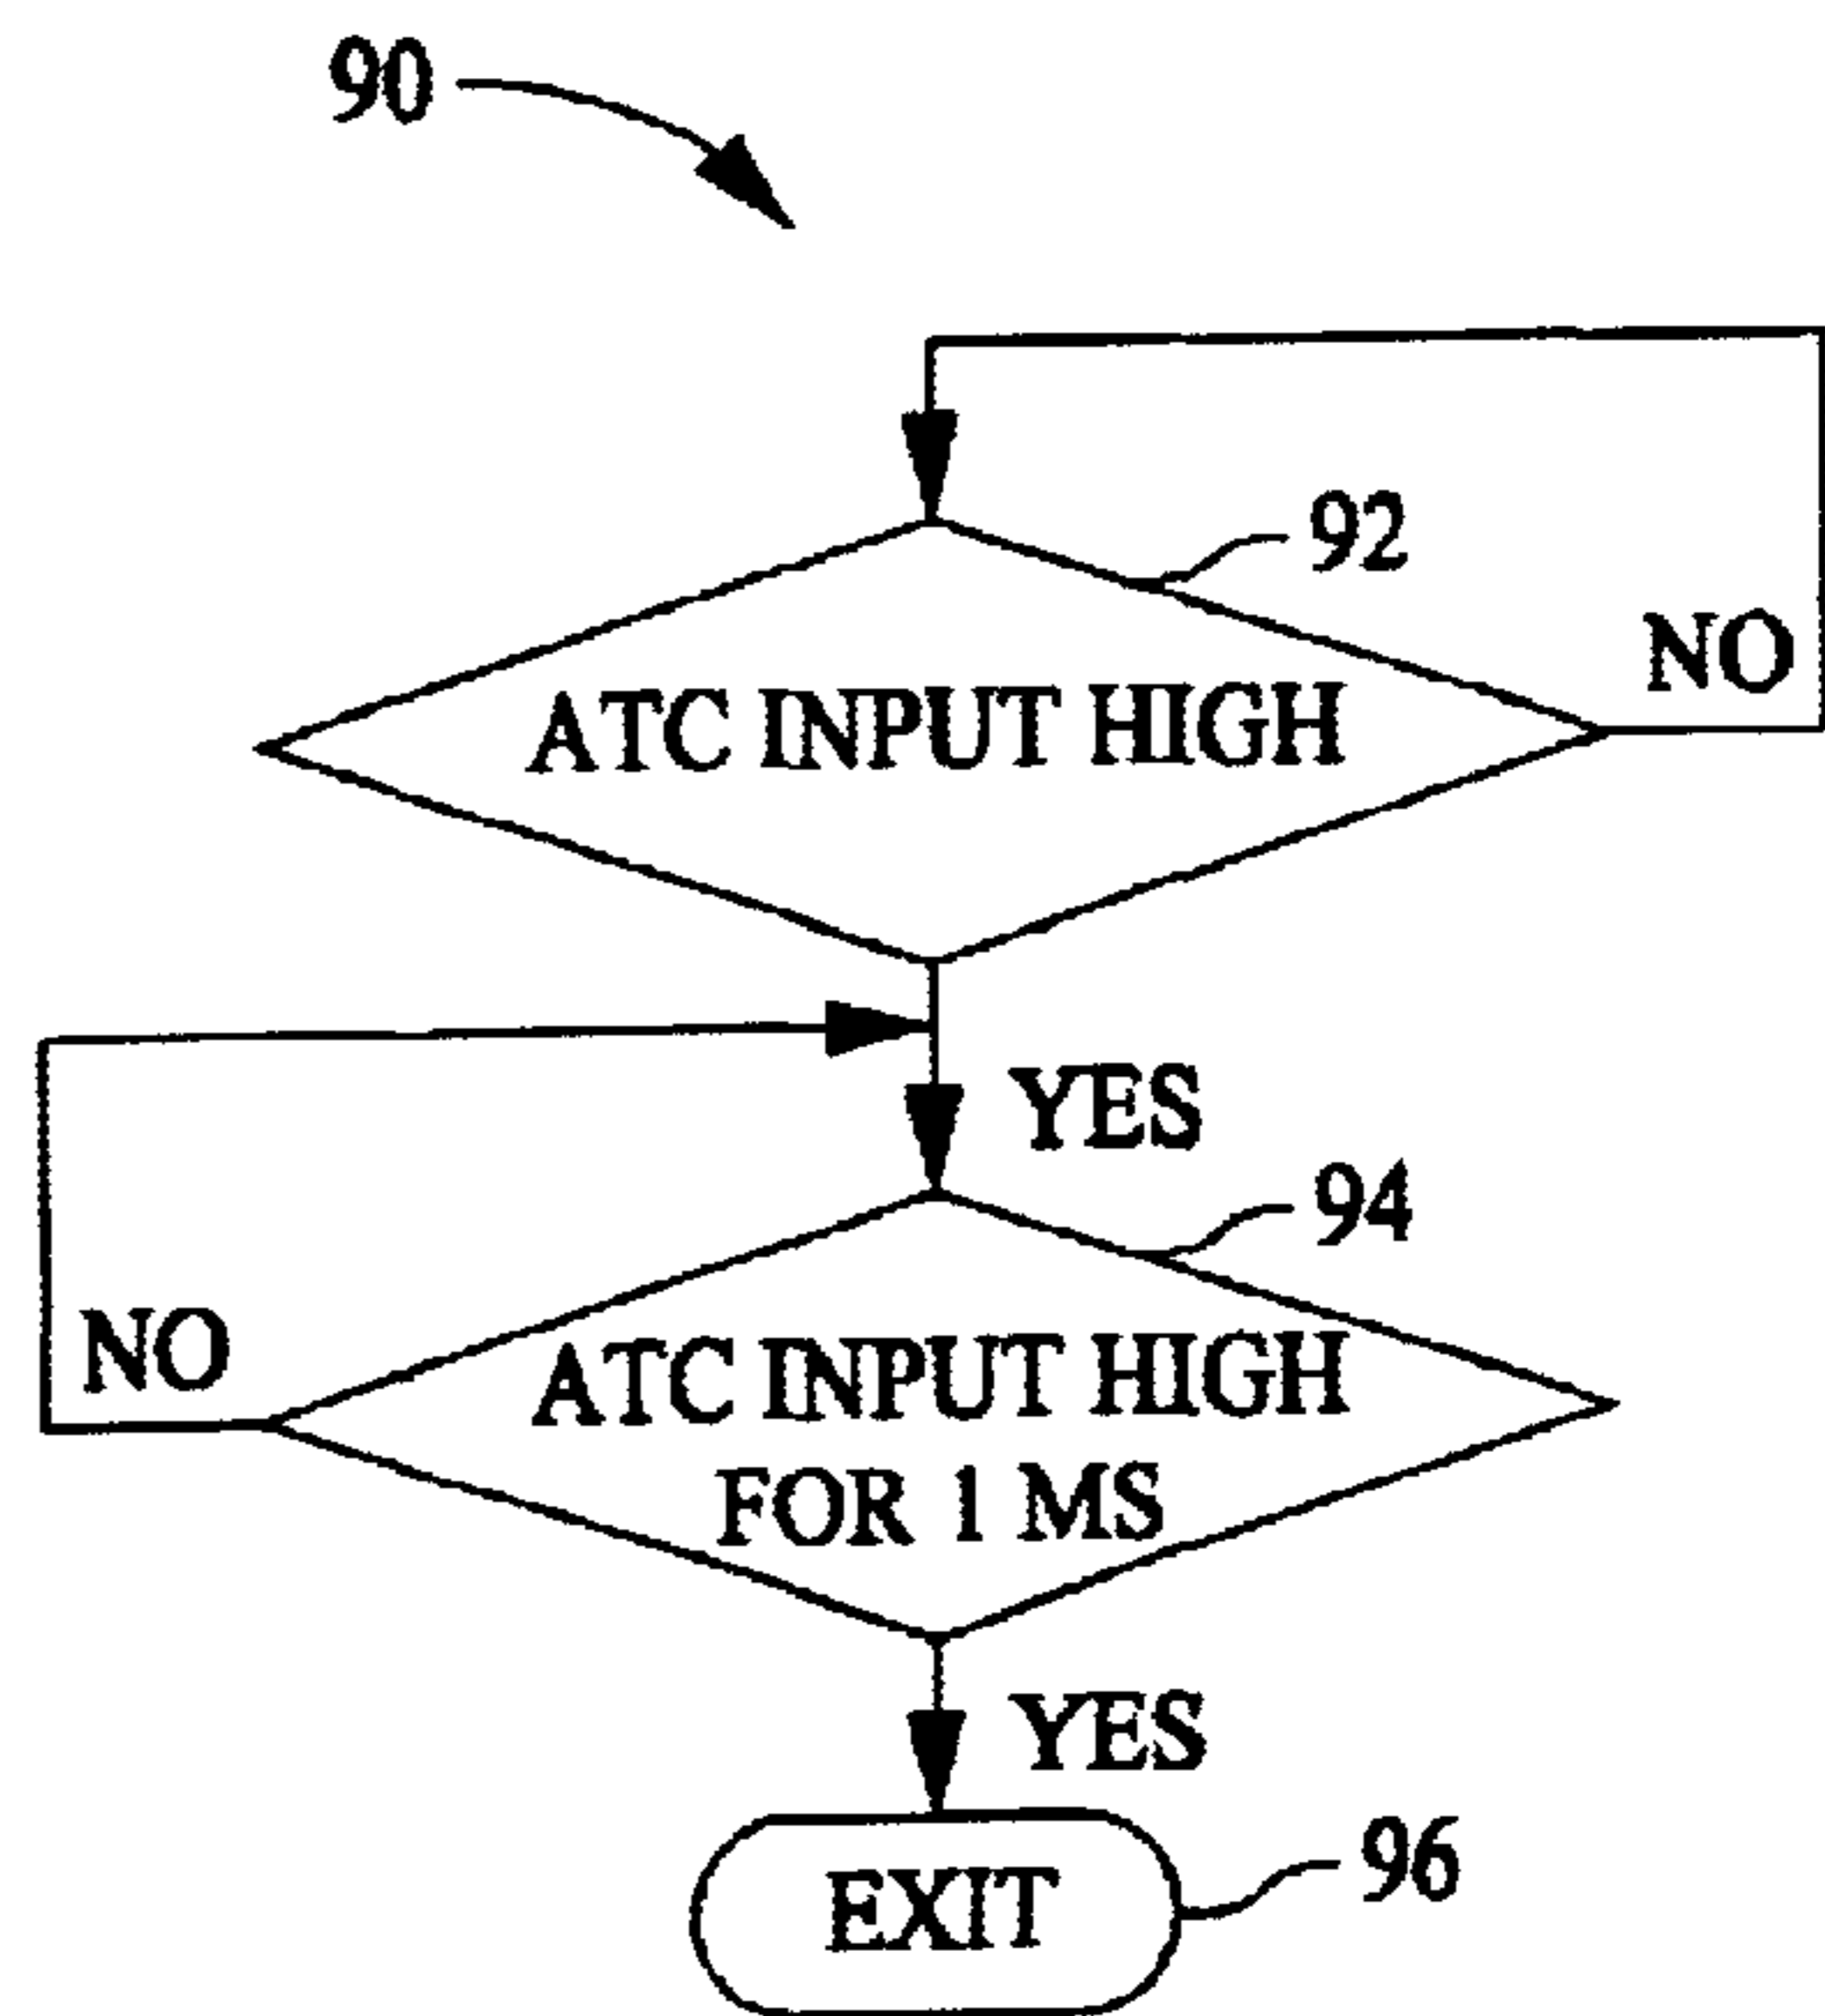 90
92
NO
ATC INPUT HIGH
YES
94
NO
ATC INPUT HIGH
FOR 1 MS
YES
96
EXIT